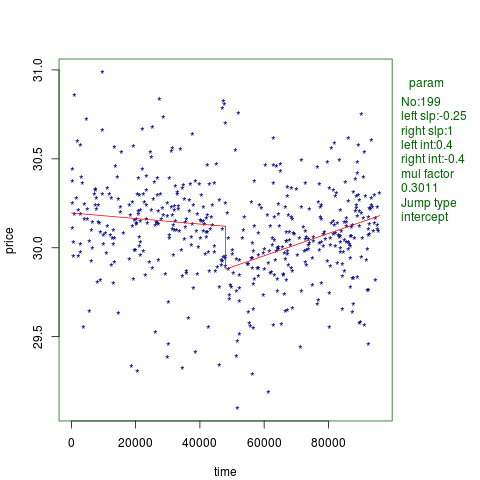 31.0
30.5
30.0
29.5
price
0
20000
40000
60000
80000
time
param
No:199
left slp:-0.25
right slp:1
left int:0.4
right int:-0.4
mul factor
0.3011
Jump type
intercept